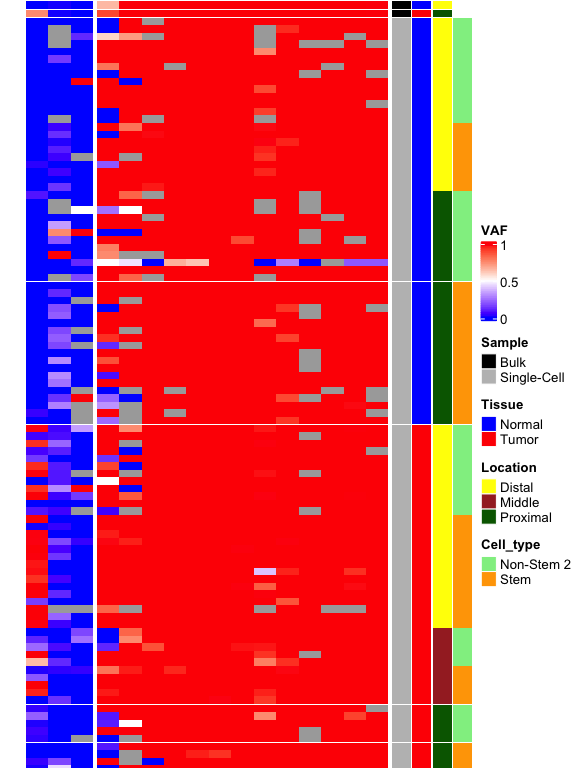 VAF
1
0.5
0
Sample
Bulk
Single-Cell
Tissue
Normal
Tumor
Location
Distal
Middle
Proximal
Cell_type
Non-Stem 2
Stem